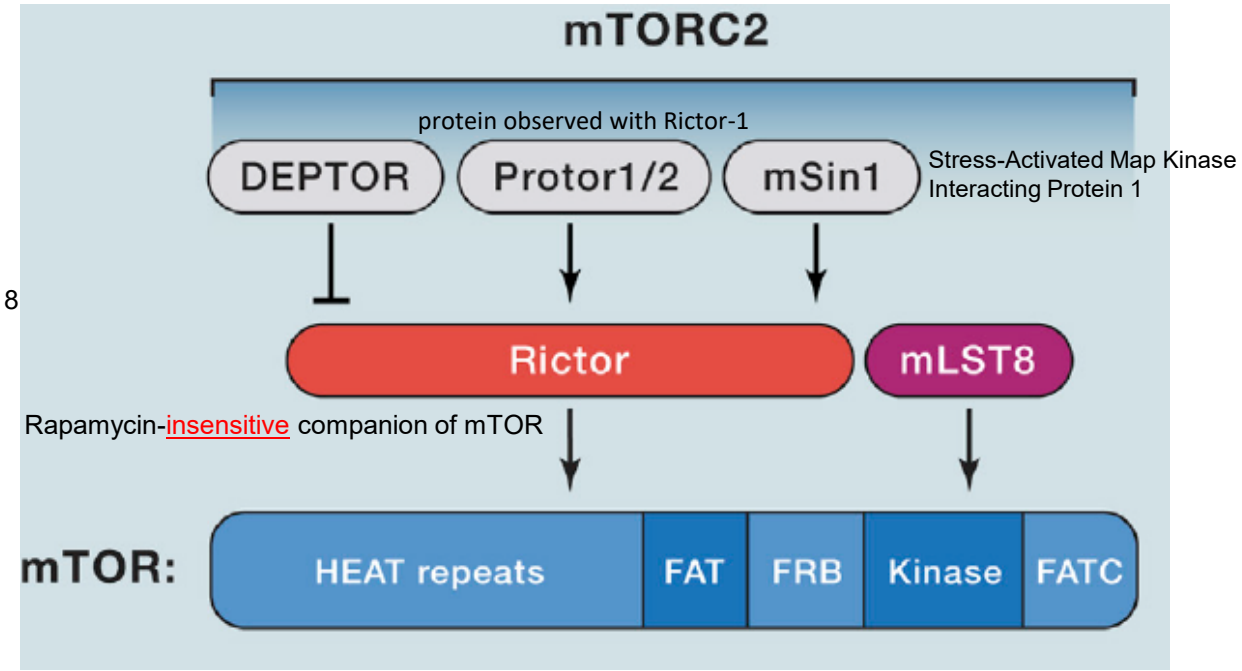 mTORC2
protein observed with Rictor-1
DEPTOR
Protor1/2
mSin1
Stress-Activated Map Kinase
Interacting Protein 1
8
Rictor
mLST8
Rapamycin-insensitive companion of mTOR
mTOR:
HEAT repeats
FAT
FRB
Kinase
FATC